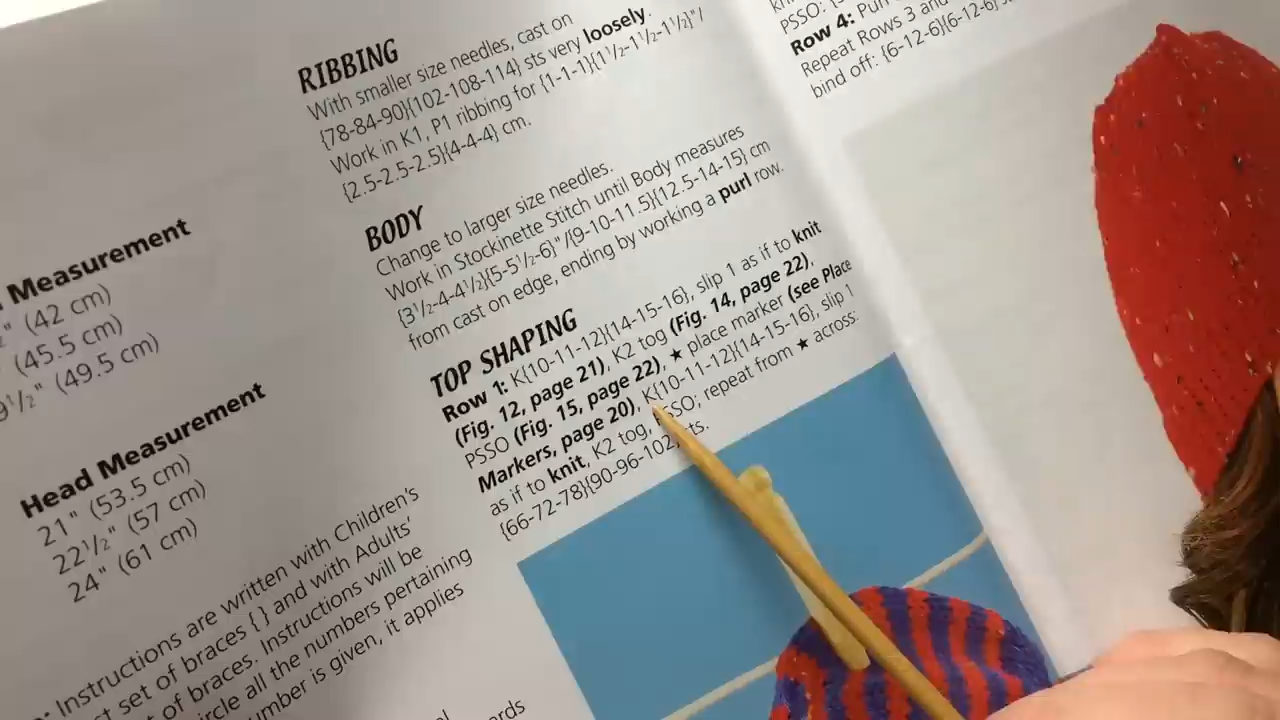 Measurement
" (42 cm)
(45.5 cm)
9½" (49.5 cm)
Head Measurement
21" (53.5 cm)
22½" (57 cm)
24" (61 cm)
Instructions are written with Children's
st set of braces { } and with Adults'
t of braces. Instructions will be
ircle all the numbers pertaining
umber is given, it applies
RIBBING
With smaller size needles, cast on
{78-84-90}{102-108-114} sts very loosely.
Work in K1, P1 ribbing for {1-1-1}{1½-1½-1½}"/
{2.5-2.5-2.5}{4-4-4} cm.
BODY
Change to larger size needles.
Work in Stockinette Stitch until Body measures
{3½-4-4½}{5-5½-6}"/{9-10-11.5}{12.5-14-15} cm
from cast on edge, ending by working a purl row.
TOP SHAPING
Row 1: K{10-11-12}{14-15-16}, slip 1 as if to knit
(Fig. 12, page 21), K2 tog (Fig. 14, page 22),
PSSO (Fig. 15, page 22), ★ place marker (see Place
Markers, page 20), K{10-11-12}{14-15-16}, slip 1
as if to knit, K2 tog, PSSO; repeat from ★ across:
{66-72-78}{90-96-102} sts.
PSSO:
Row 4: Pur
Repeat Rows 3 and
bind off: {6-12-6}{6-12-6}